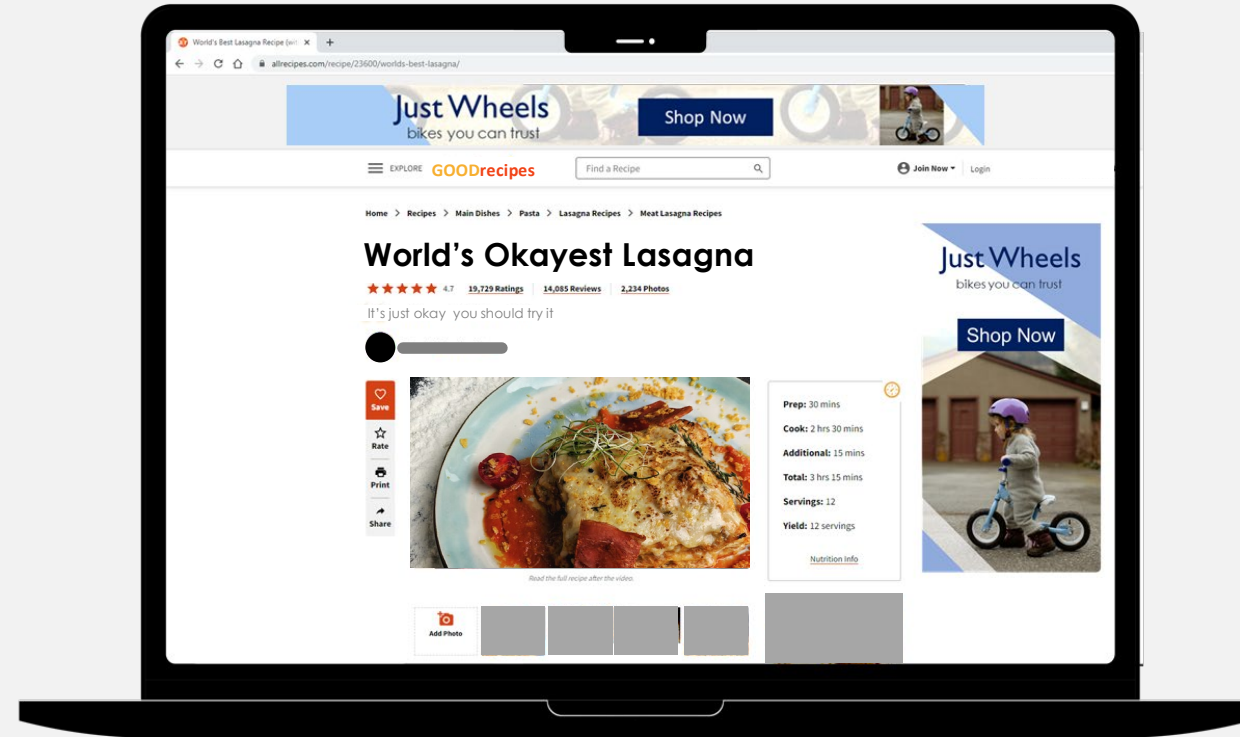 World's Best Lasagna Recipe (wit
allrecipes.com/recipe/23600/worlds-best-lasagna/
Just Wheels
bikes you can trust
Shop Now
EXPLORE GOODrecipes Find a Recipe Join Now Login
Home > Recipes > Main Dishes > Pasta > Lasagna Recipes > Meat Lasagna Recipes
World's Okayest Lasagna
4.7 19,729 Ratings 14,085 Reviews 2,234 Photos
It's just okay you should try it
Save
Rate
Print
Share
Read the full recipe after the video.
Add Photo
Prep: 30 mins
Cook: 2 hrs 30 mins
Additional: 15 mins
Total: 3 hrs 15 mins
Servings: 12
Yield: 12 servings
Nutrition Info
Just Wheels
bikes you can trust
Shop Now